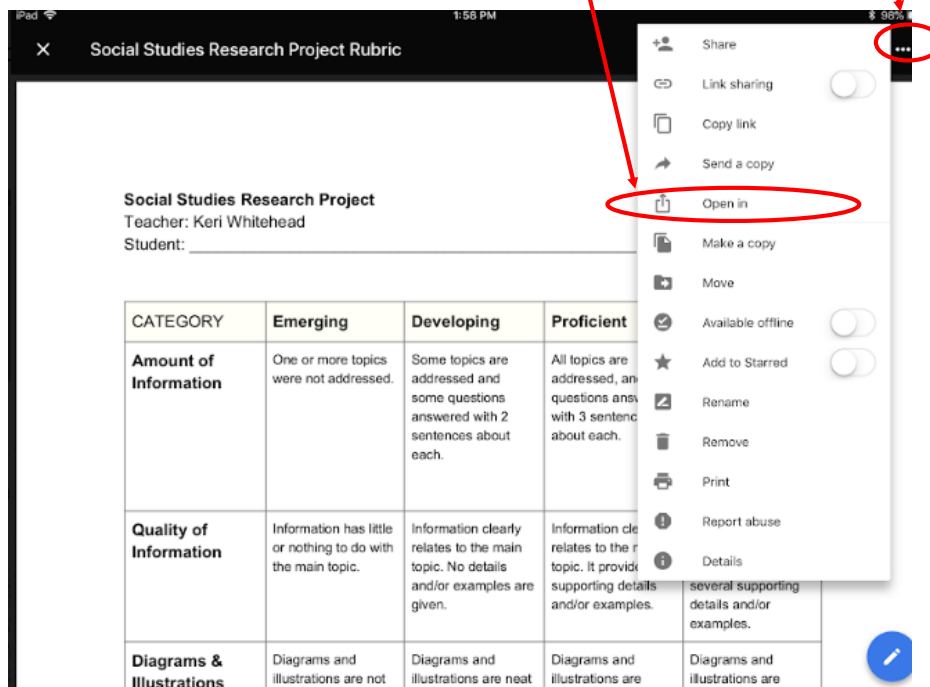 iPad 1:56 PM 98%
Social Studies Research Project Rubric
Share
Link sharing
Copy link
Send a copy
Open in
Make a copy
Move
Available offline
Add to Starred
Rename
Remove
Print
Report abuse
Details
Social Studies Research Project
Teacher: Keri Whitehead
Student:
CATEGORY Emerging Developing Proficient
Amount of
Information
One or more topics
were not addressed.
Some topics are
addressed and
some questions
answered with 2
sentences about
each.
All topics are
addressed, an
questions answ
with 3 sentenc
about each.
Quality of
Information
Information has little
or nothing to do with
the main topic.
Information clearly
relates to the main
topic. No details
and/or examples are
given.
Information cle
relates to the
topic. It provide
supporting details
and/or examples.
several supporting
details and/or
examples.
Diagrams &
Illustrations
Diagrams and
illustrations are not
Diagrams and
illustrations are neat
Diagrams and
illustrations are
Diagrams and
illustrations are